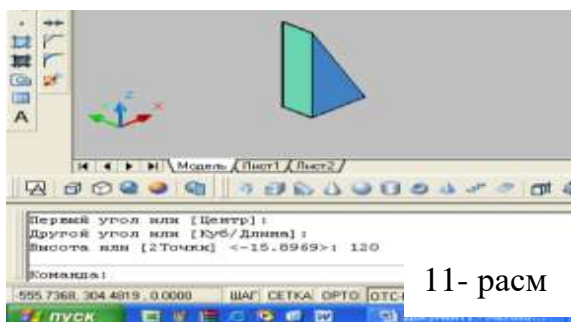 Z
X
A
Модель / Лист1 / Лист2 /
Первый угол или [Центр]:
Другой угол или [Куб/Длина]:
Высота или [2Точки] <-15.8969>: 120
Команда:
-555.7368, 304.4819, 0.0000 ШАГ СЕТКА ОРТО ОТС-
11- расм
пуск